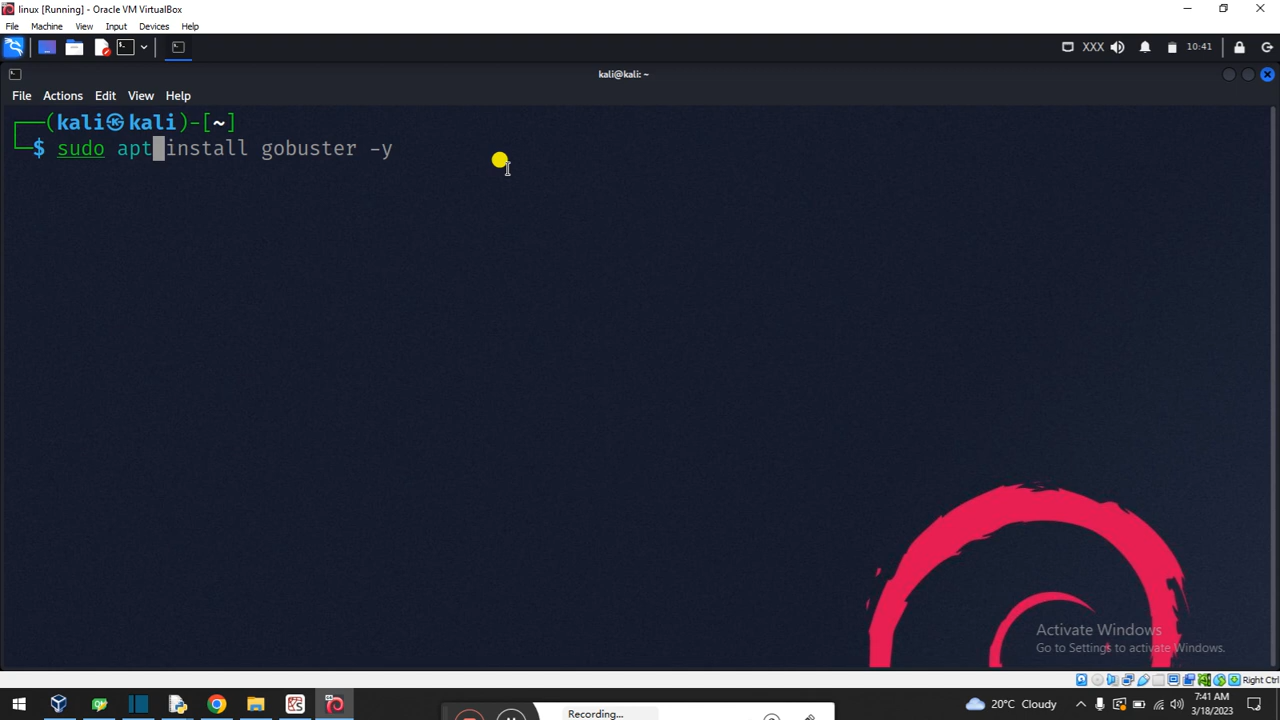 linux [Running] - Oracle VM VirtualBox
File Machine View Input Devices Help
XXX 10:41
kali@kali: ~
File Actions Edit View Help
┌──(kali㉿kali)-[~]
└─$ sudo apt install gobuster -y
Activate Windows
Go to Settings to activate Windows.
Right Ctrl
Recording...
20°C Cloudy
7:41 AM
3/18/2023